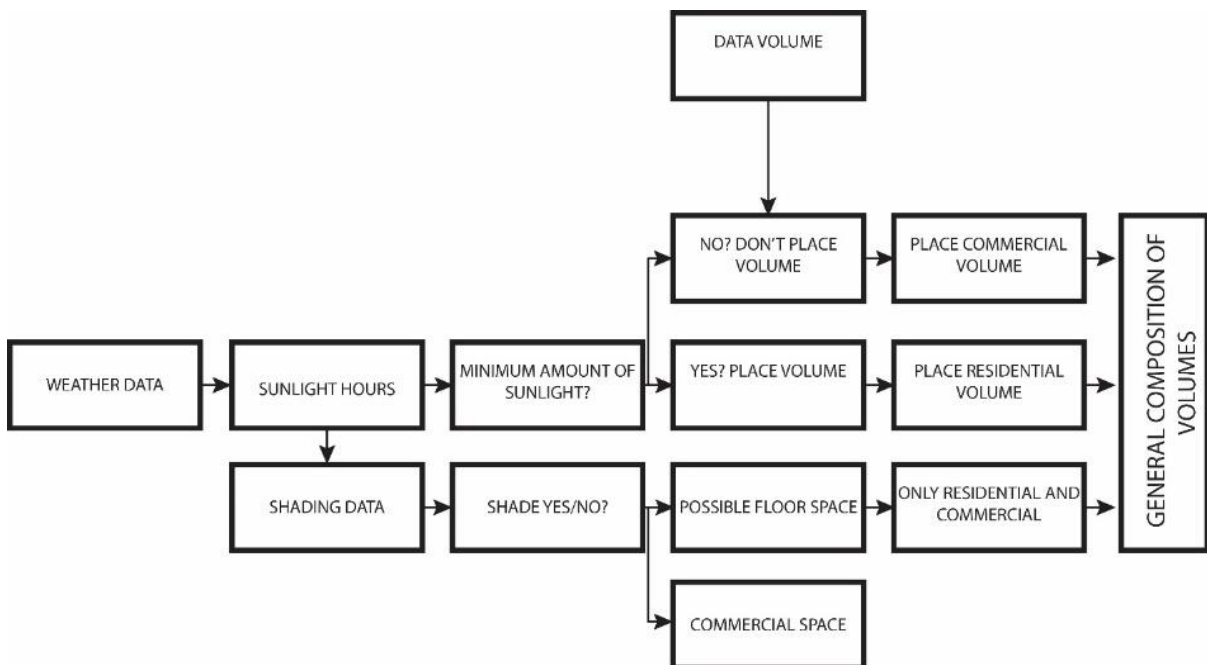 DATA VOLUME
NO? DON'T PLACE
VOLUME
PLACE COMMERCIAL
VOLUME
GENERAL COMPOSITION OF
VOLUMES
WEATHER DATA
SUNLIGHT HOURS
MINIMUM AMOUNT OF
SUNLIGHT?
YES? PLACE VOLUME
PLACE RESIDENTIAL
VOLUME
SHADING DATA
SHADE YES/NO?
POSSIBLE FLOOR SPACE
ONLY RESIDENTIAL AND
COMMERCIAL
COMMERCIAL SPACE